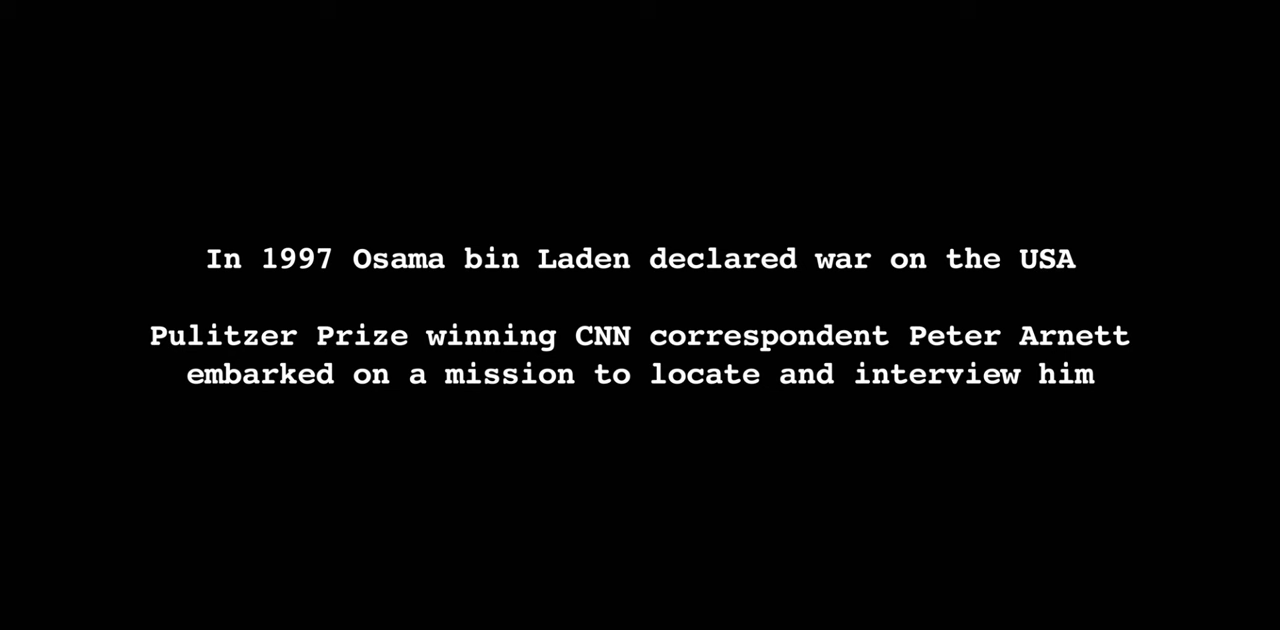 In 1997 Osama bin Laden declared war on the USA
Pulitzer Prize winning CNN correspondent Peter Arnett
embarked on a mission to locate and interview him